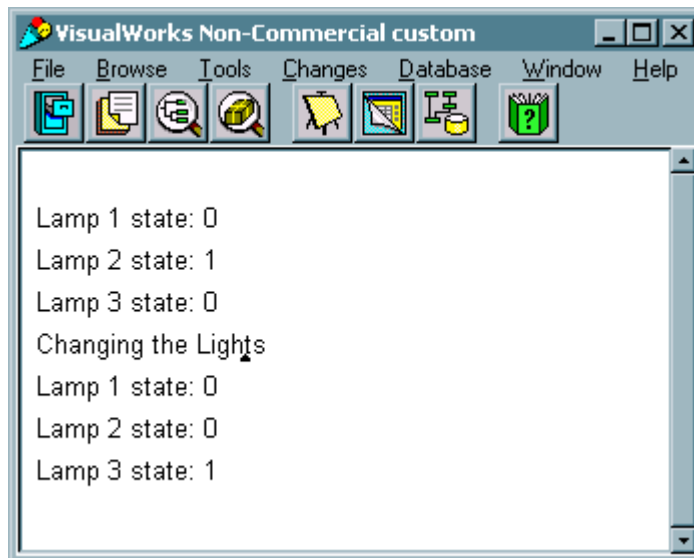 VisualWorks Non-Commercial custom
File Browse Tools Changes Database Window Help
?
Lamp 1 state: 0
Lamp 2 state: 1
Lamp 3 state: 0
Changing the Lights
Lamp 1 state: 0
Lamp 2 state: 0
Lamp 3 state: 1